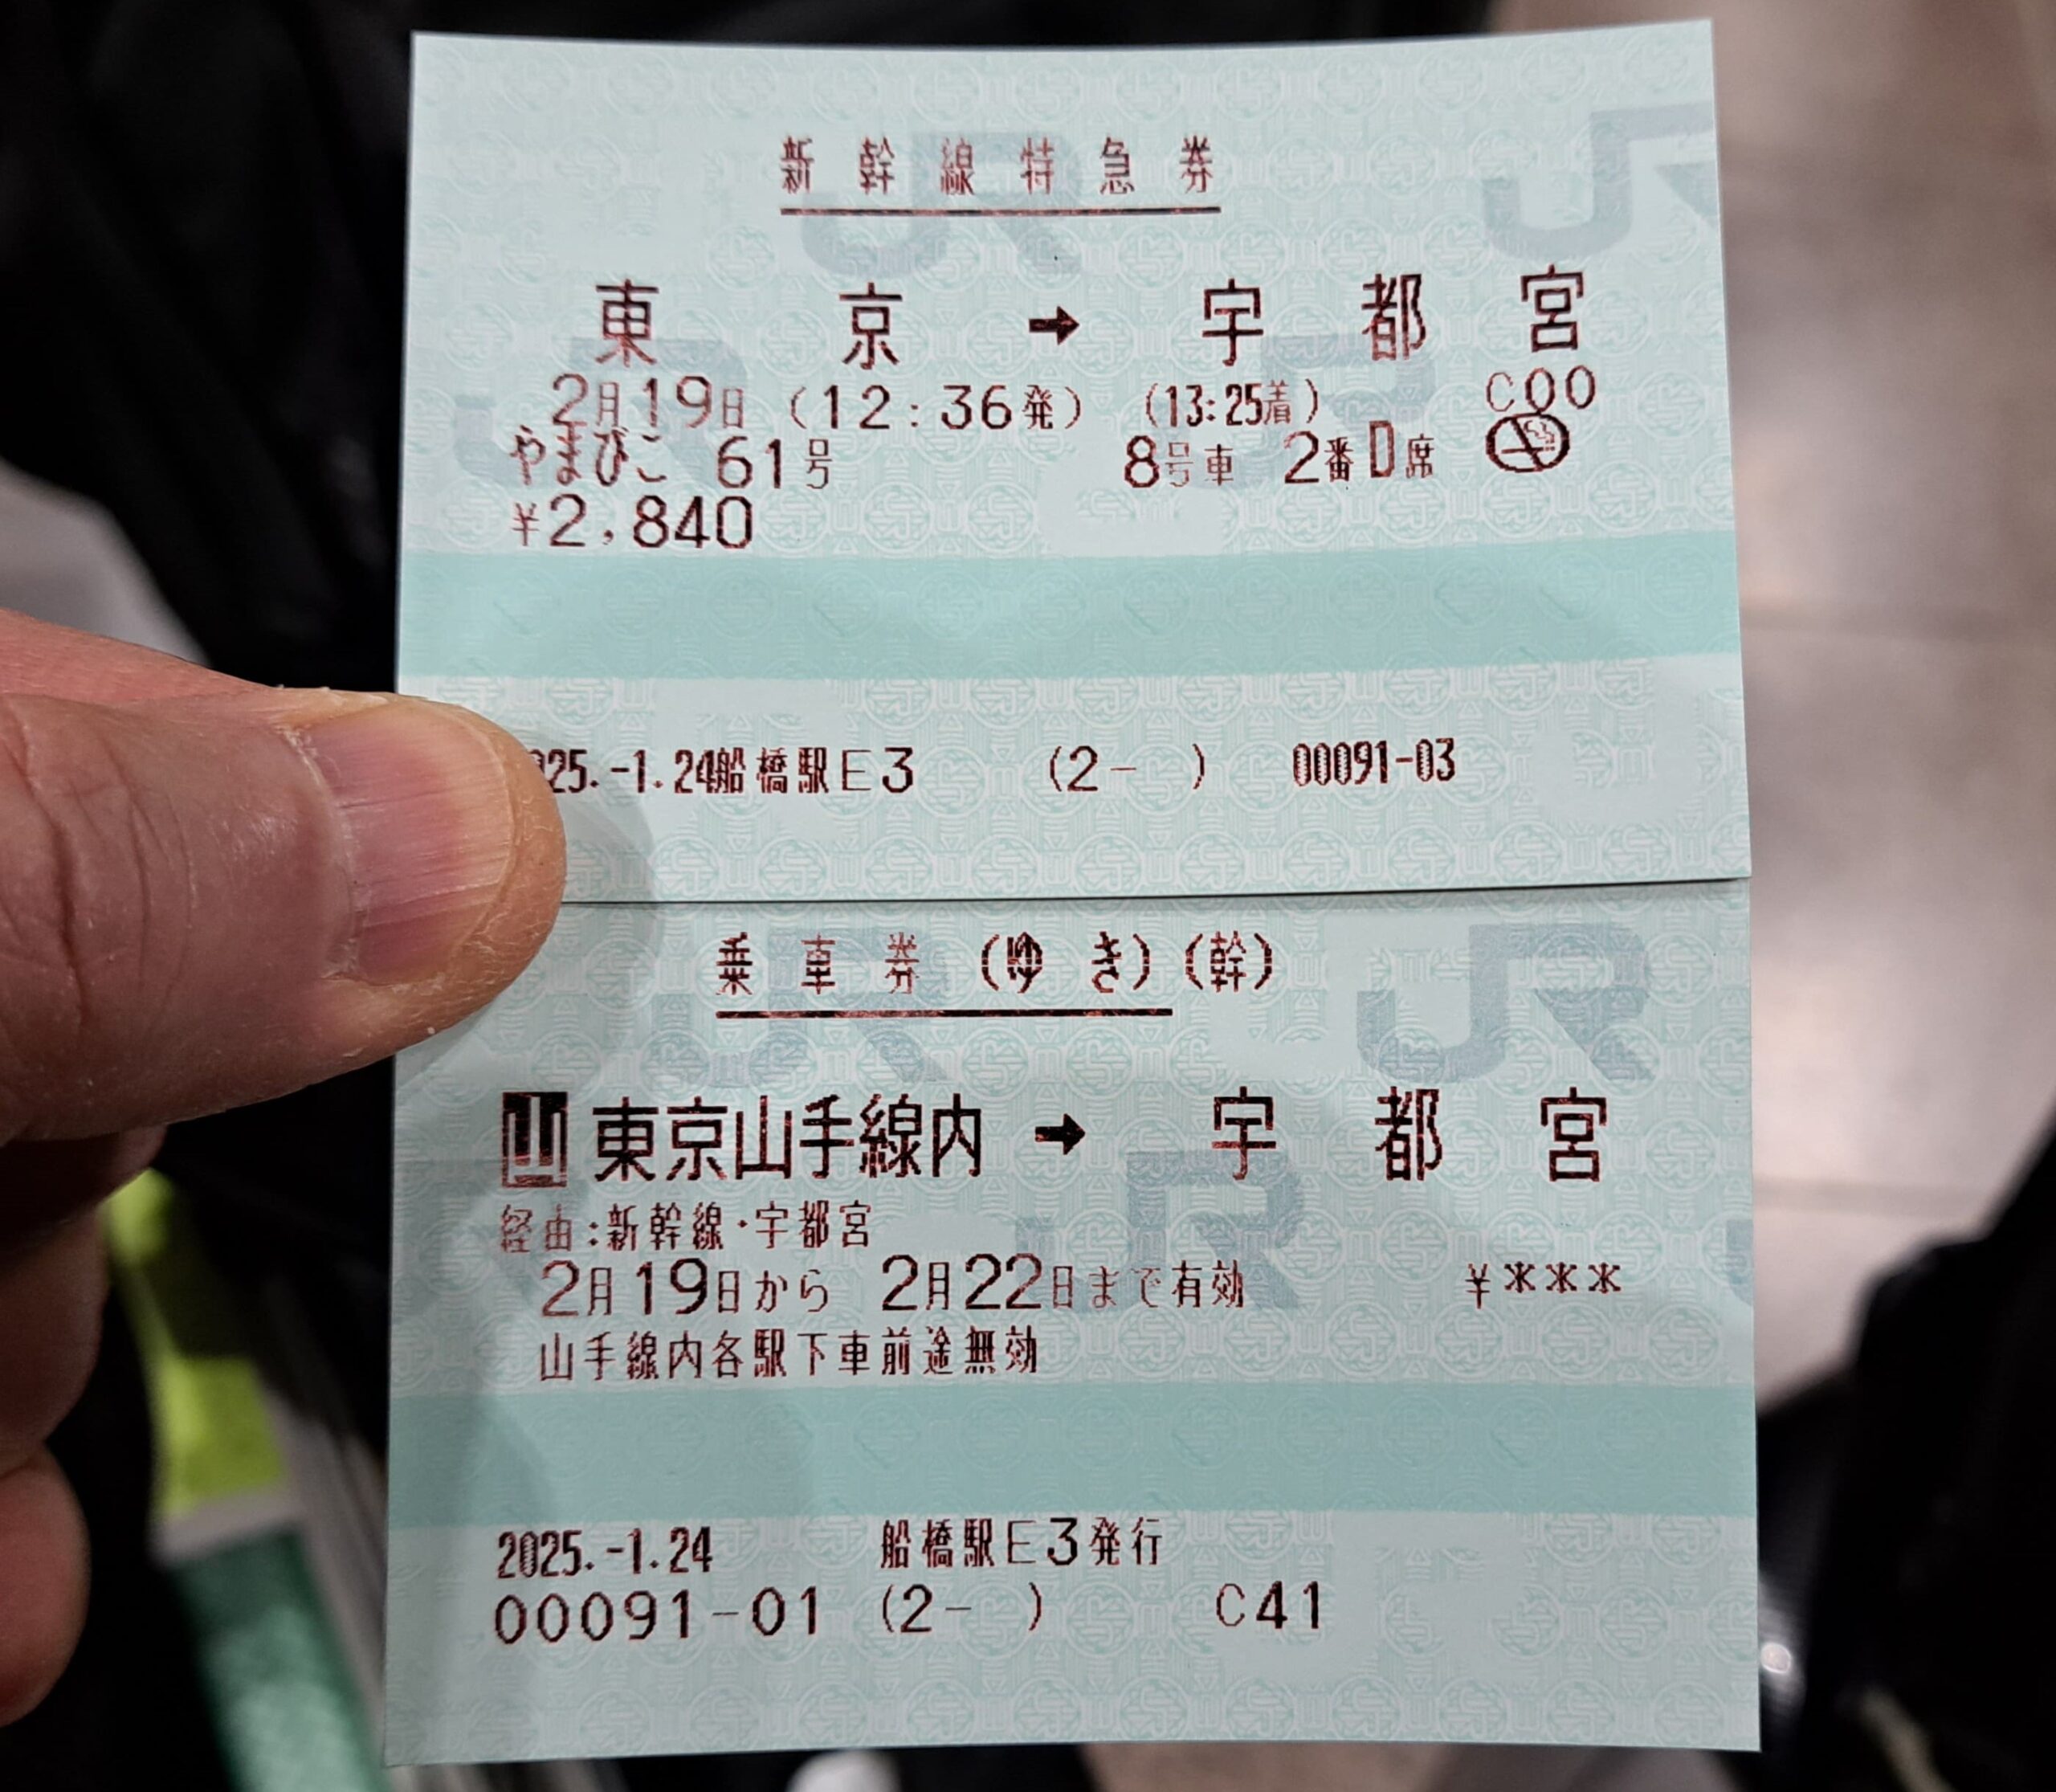 新幹線特急券
東京 → 宇都宮
2月19日 (12:36発) (13:25着) C00
やまびこ 61号 8号車 2番D席
¥2,840
025.-1.24船橋駅E3 (2- ) 00091-03
乗車券(ゆき)(幹)
山 東京山手線内 → 宇都宮
経由:新幹線・宇都宮
2月19日から 2月22日まで有効 ¥***
山手線内各駅下車前途無効
2025.-1.24 船橋駅E3発行
00091-01 (2- ) C41